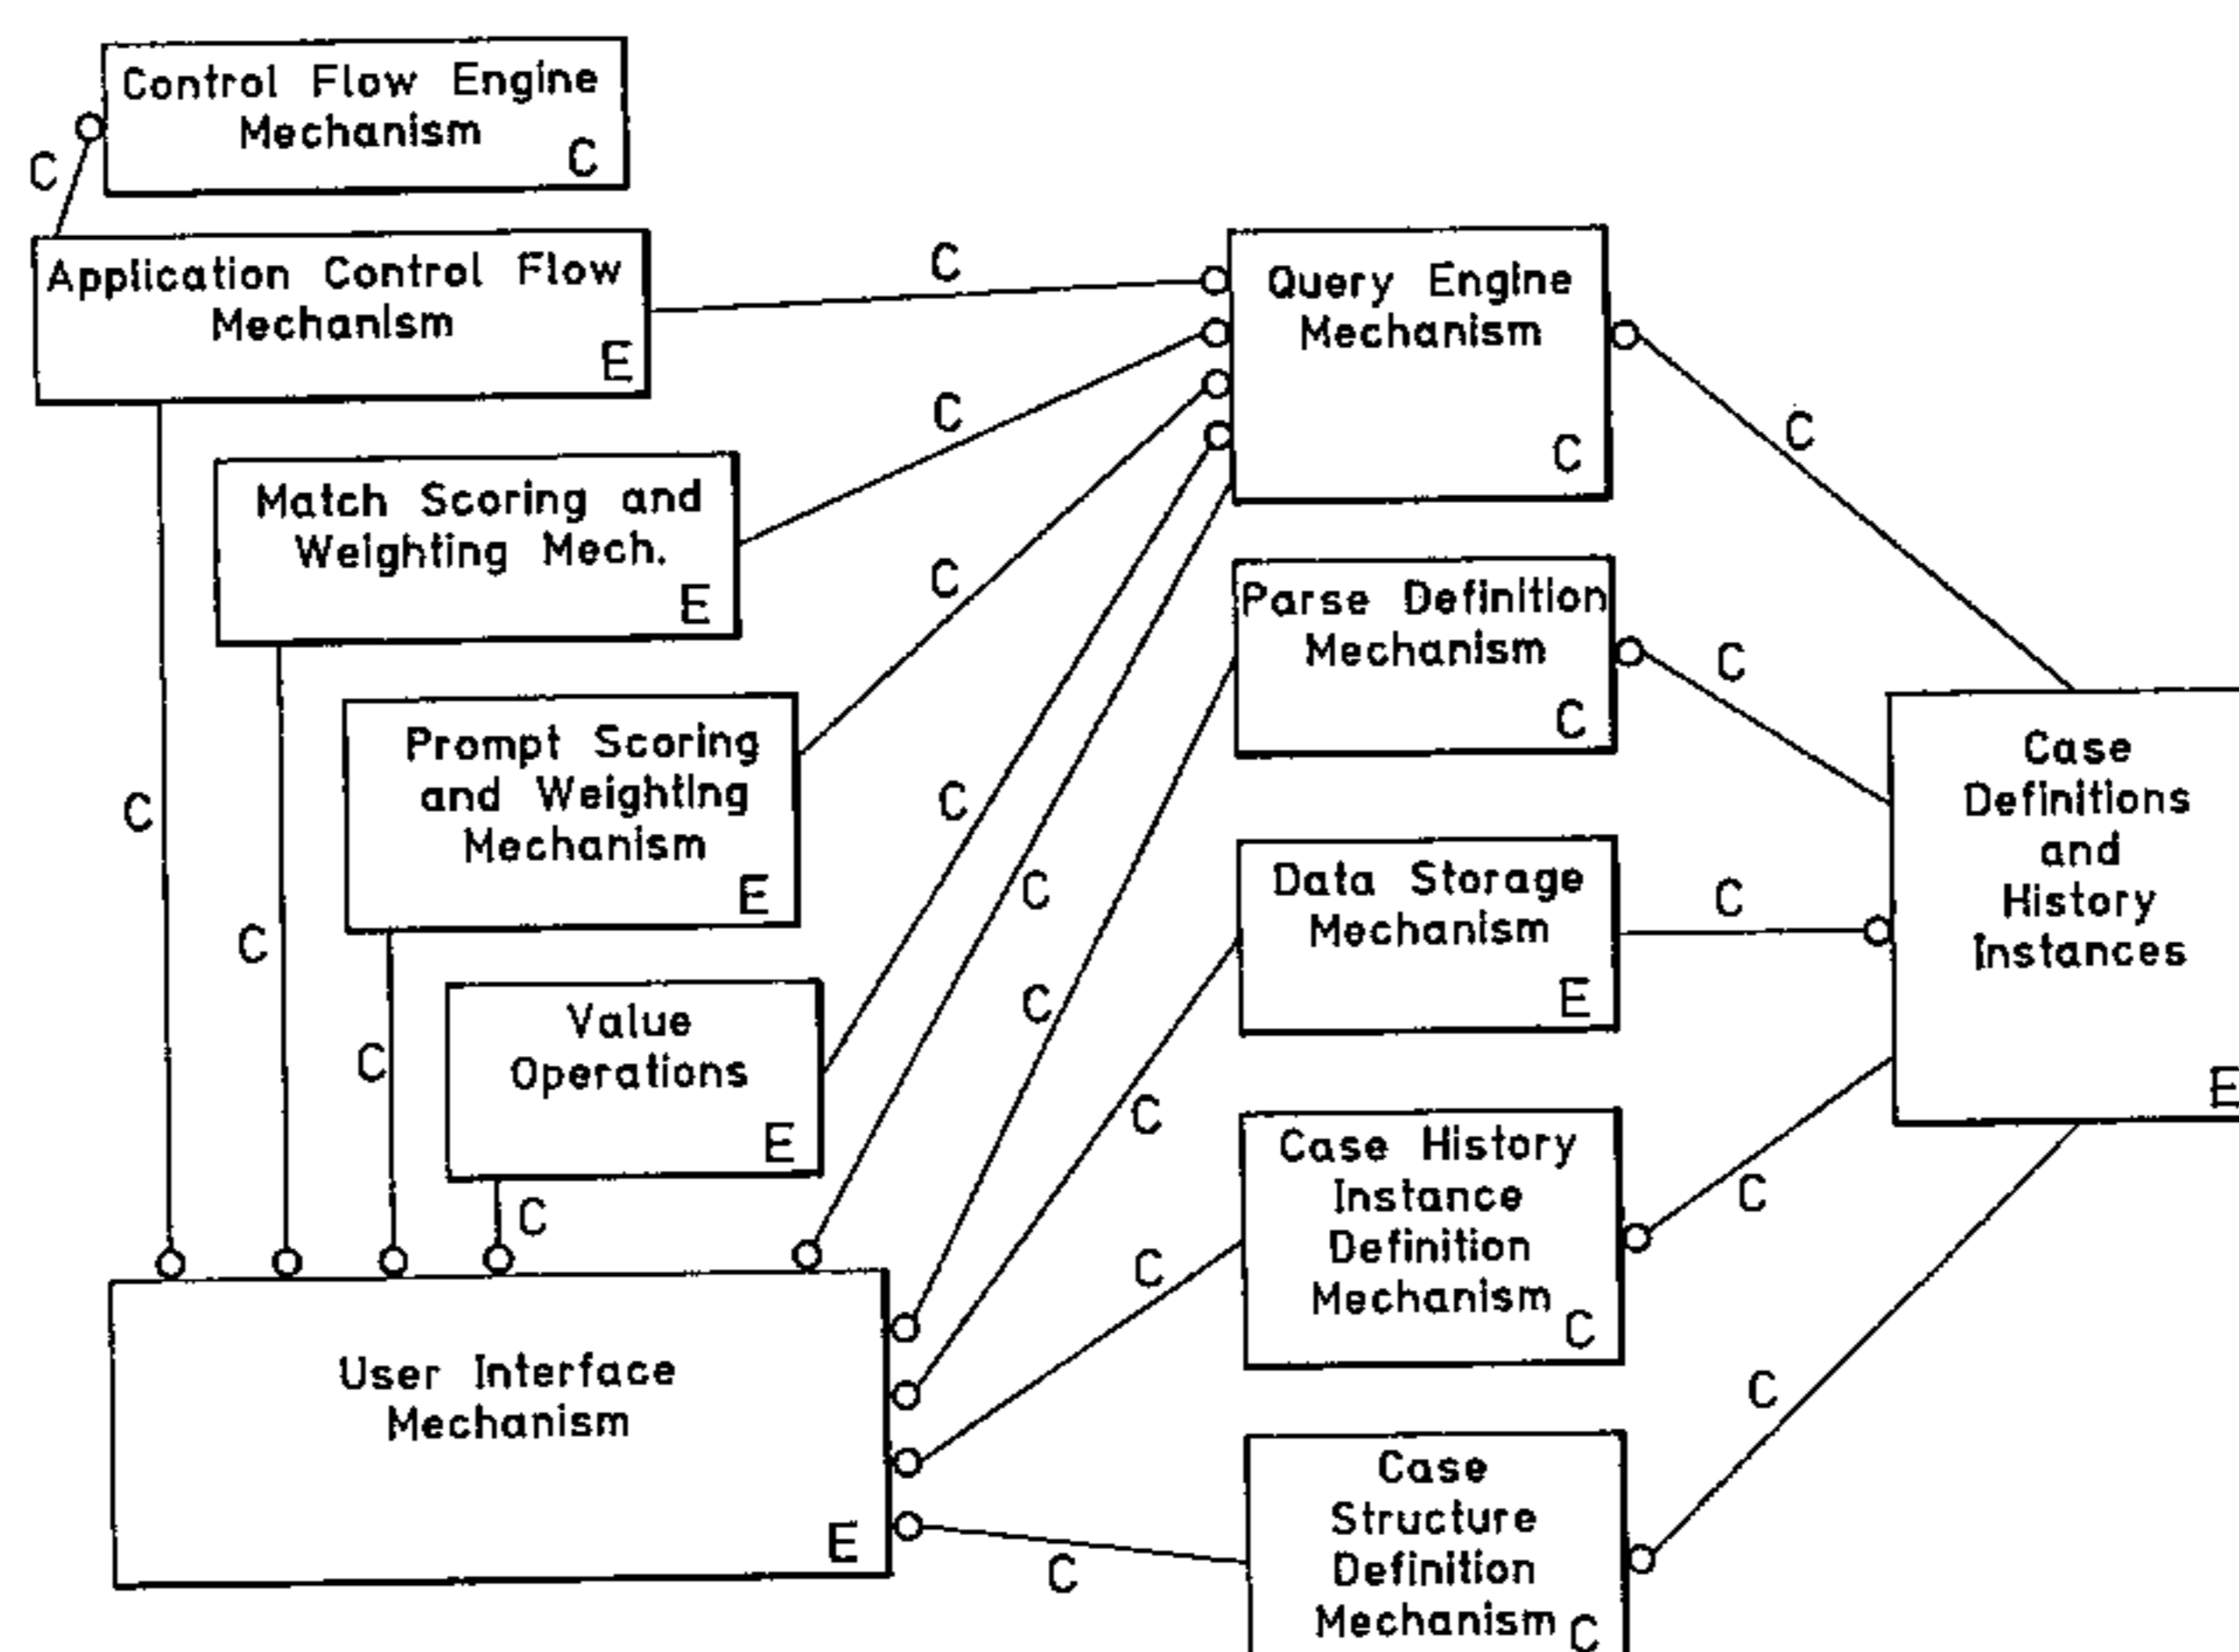 Control Flow Engine
Mechanism
C
C
Application Control Flow
Mechanism
E
C
Query Engine
Mechanism
C
C
C
Match Scoring and
Weighting Mech.
E
C
Parse Definition
Mechanism
C
C
Prompt Scoring
and Weighting
Mechanism
E
C
C
C
C
C
C
Case
Definitions
and
History
Instances
E
Data Storage
Mechanism
E
C
Value
Operations
E
C
C
C
Case History
Instance
Definition
Mechanism
C
C
C
User Interface
Mechanism
E
C
Case
Structure
Definition
Mechanism
C
C